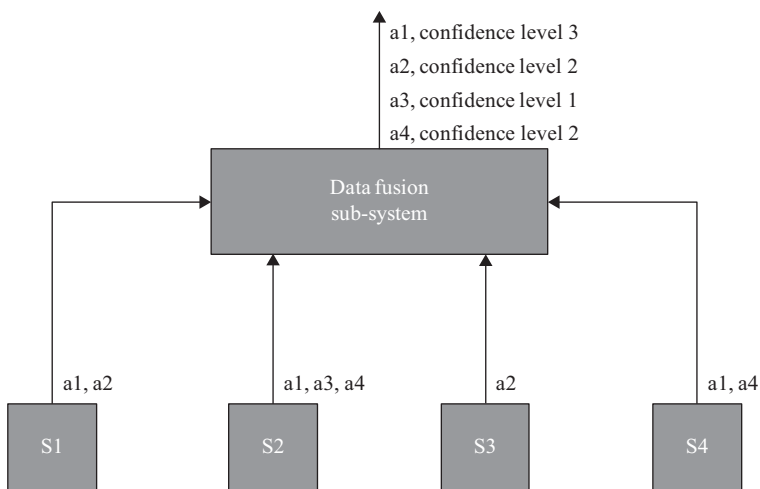 a1, confidence level 3
a2, confidence level 2
a3, confidence level 1
a4, confidence level 2
Data fusion
sub-system
a1, a2
a1, a3, a4
a2
a1, a4
S1
S2
S3
S4